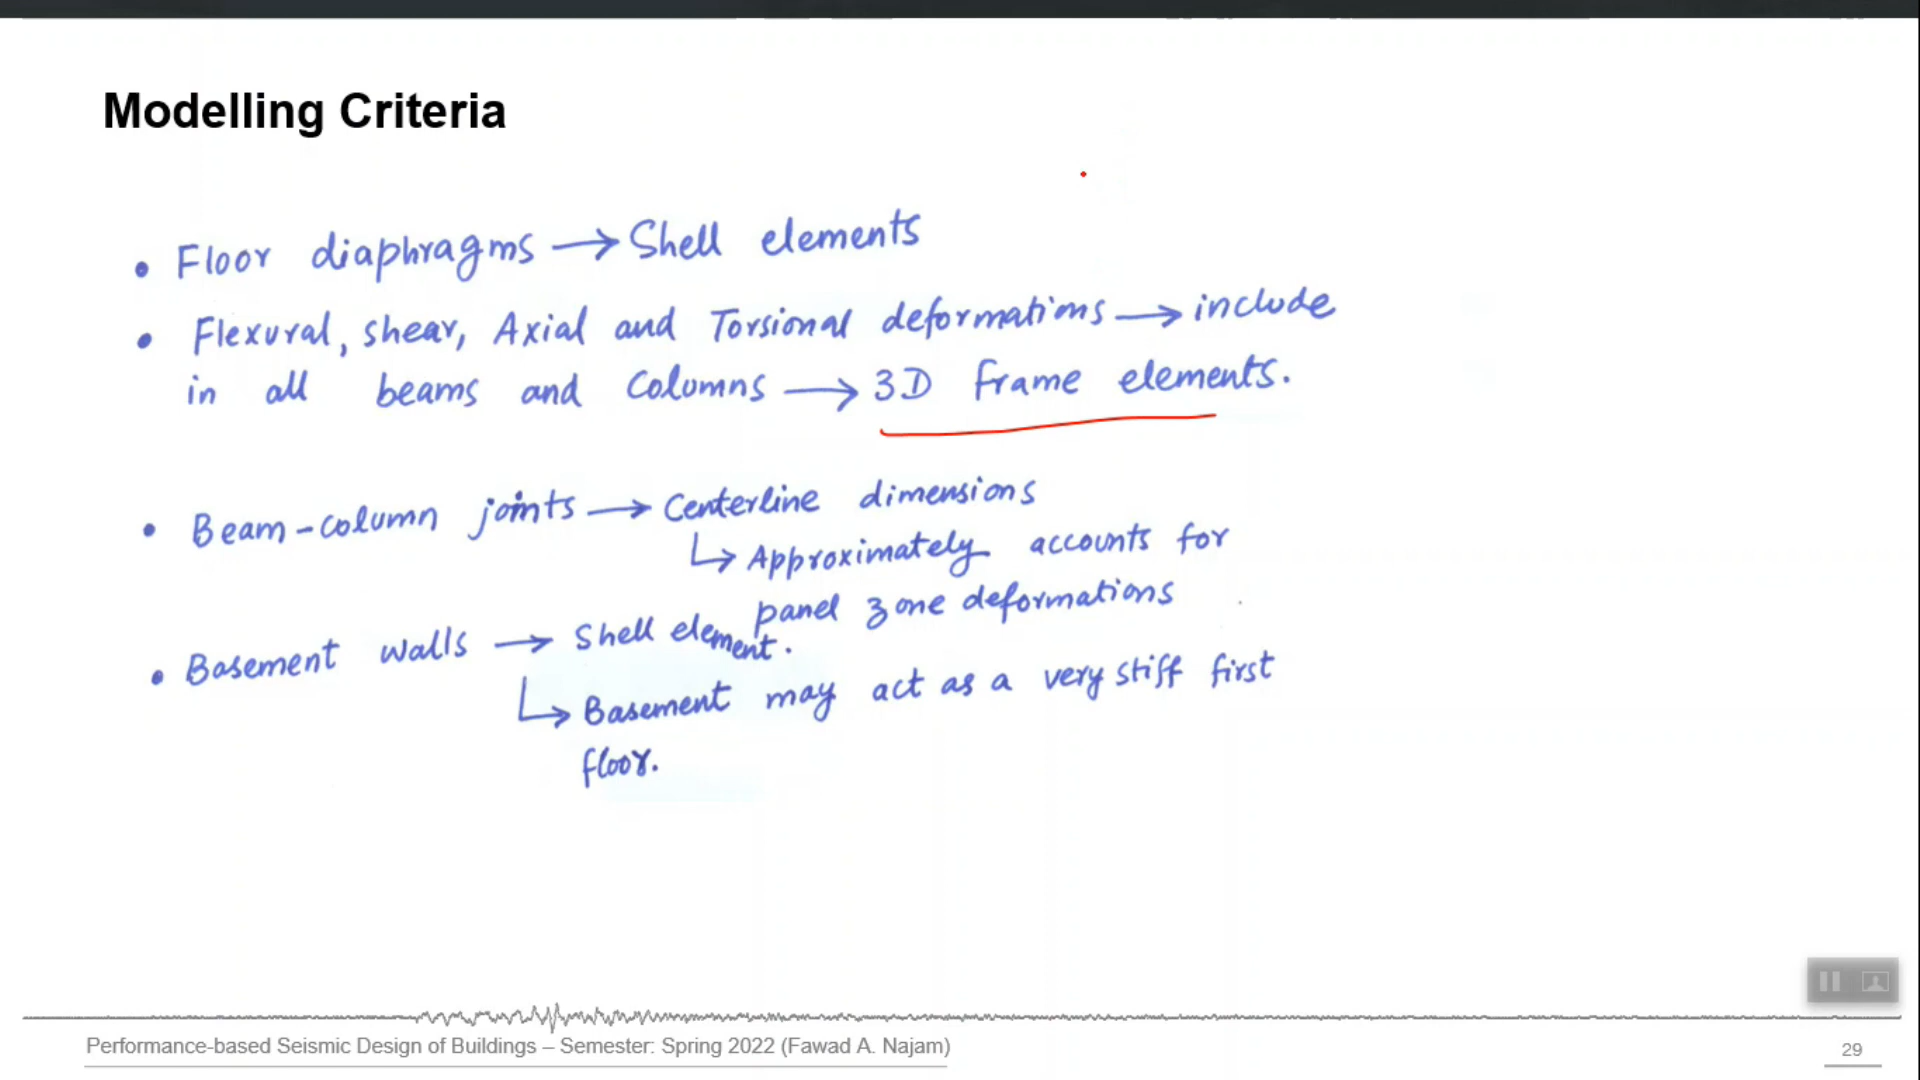 Modelling Criteria
• Floor diaphragms → Shell elements
• Flexural, shear, Axial and Torsional deformations → include
in all beams and Columns → 3D frame elements.
• Beam-column joints → Centerline dimensions
↳ Approximately accounts for
panel zone deformations
• Basement walls → Shell element.
↳ Basement may act as a very stiff first
floor.
Performance-based Seismic Design of Buildings – Semester: Spring 2022 (Fawad A. Najam)
29